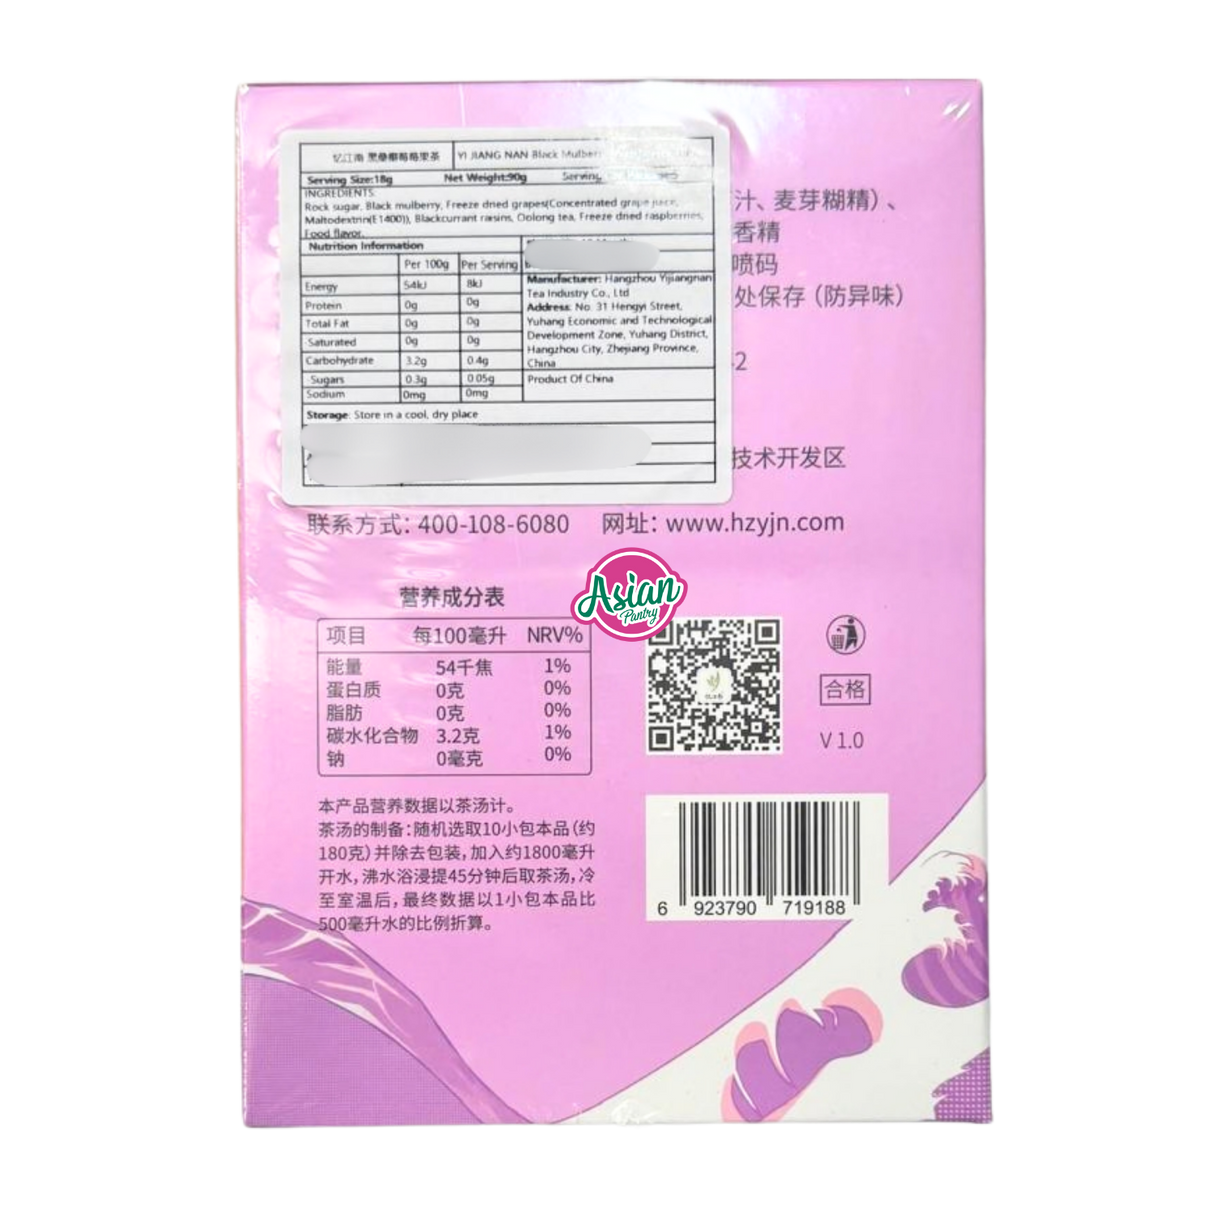 忆江南 黑桑椹葡萄果茶
YI JIANG NAN Black Mulberry
Serving Size:18g Net Weight:90g Serving
INGREDIENTS:
Rock sugar, Black mulberry, Freeze dried grapes(Concentrated grape juice,
Maltodextrin(E1400)), Blackcurrant raisins, Oolong tea, Freeze dried raspberries,
Food flavor.
Nutrition Information
Per 100g Per Serving
Energy 54kJ 8kJ
Protein 0g 0g
Total Fat 0g 0g
Saturated 0g 0g
Carbohydrate 3.2g 0.4g
Sugars 0.3g 0.05g
Sodium 0mg 0mg
Manufacturer: Hangzhou Yijiangnan
Tea Industry Co., Ltd
Address: No. 31 Hengyi Street,
Yuhang Economic and Technological
Development Zone, Yuhang District,
Hangzhou City, Zhejiang Province,
China
Product Of China
Storage: Store in a cool, dry place
汁、麦芽糊精）、
香精
喷码
处保存（防异味）
-2
技术开发区
联系方式：400-108-6080 网址：www.hzyjn.com
Asian
Pantry
营养成分表
项目 每100毫升 NRV%
能量 54千焦 1%
蛋白质 0克 0%
脂肪 0克 0%
碳水化合物 3.2克 1%
钠 0毫克 0%
合格
V 1.0
本产品营养数据以茶汤计。
茶汤的制备：随机选取10小包本品（约
180克）并除去包装，加入约1800毫升
开水，沸水浴浸提45分钟后取茶汤，冷
至室温后，最终数据以1小包本品比
500毫升水的比例折算。
6 923790 719188